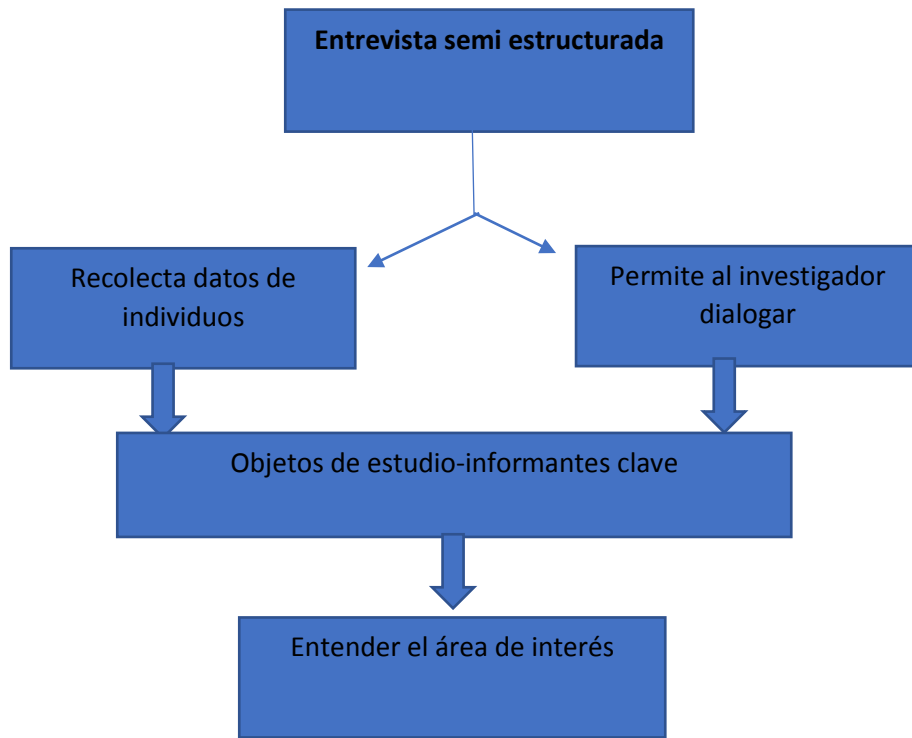 Entrevista semi estructurada
Recolecta datos de
individuos
Permite al investigador
dialogar
Objetos de estudio-informantes clave
Entender el área de interés